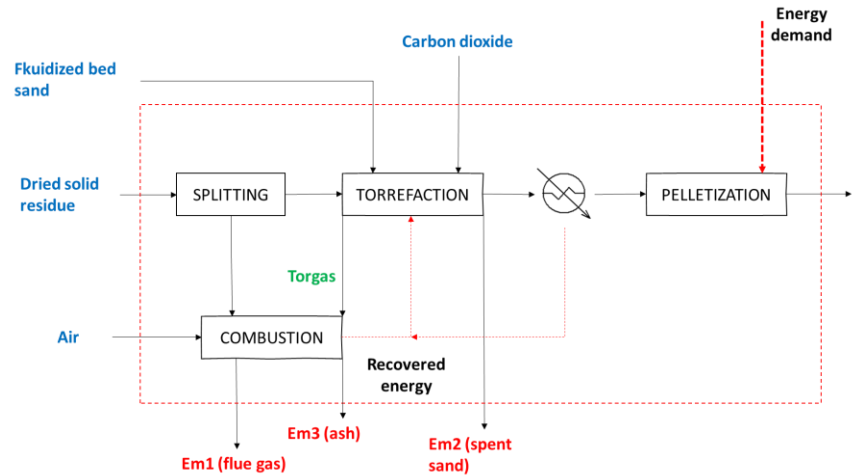 Energy
demand
Carbon dioxide
Fkuidized bed
sand
Dried solid
residue
SPLITTING
TORREFACTION
PELLETIZATION
Torgas
Air
COMBUSTION
Recovered
energy
Em3 (ash)
Em1 (flue gas)
Em2 (spent
sand)